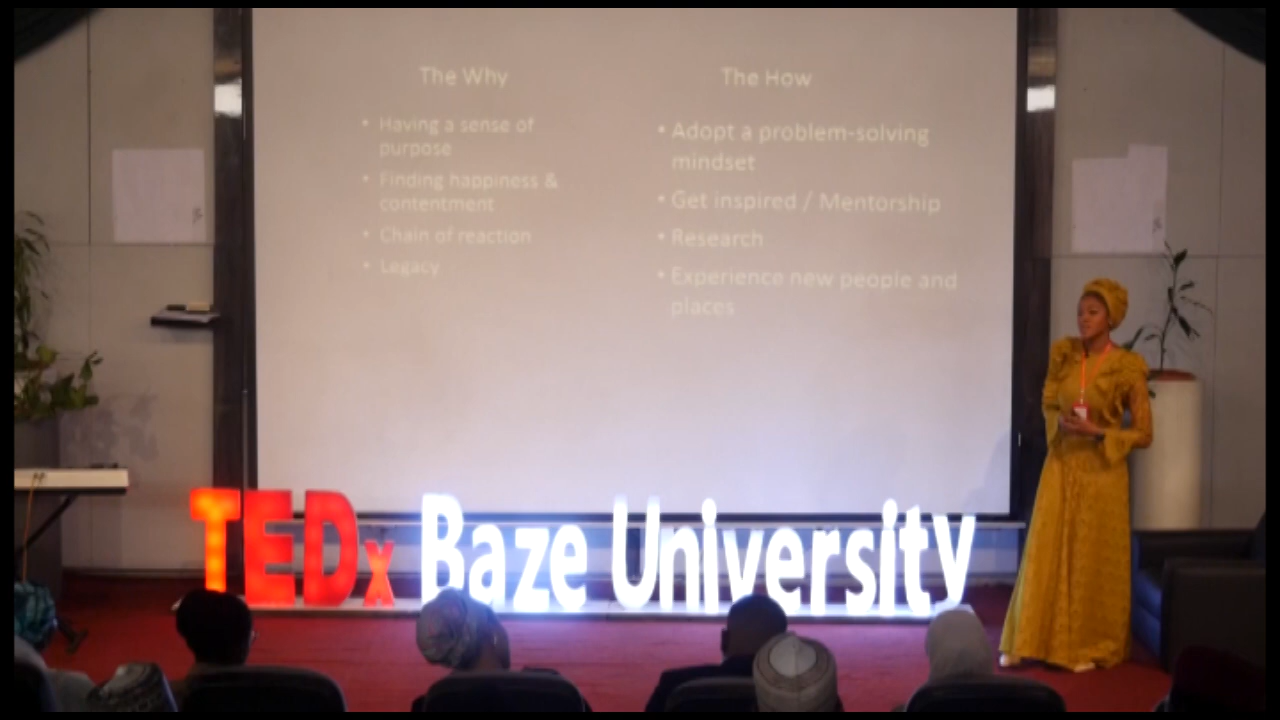 The Why
• Having a sense of
purpose
• Finding happiness &
contentment
• Chain of reaction
• Legacy
The How
• Adopt a problem-solving
mindset
• Get inspired / Mentorship
• Research
• Experience new people and
places
TEDx Baze University